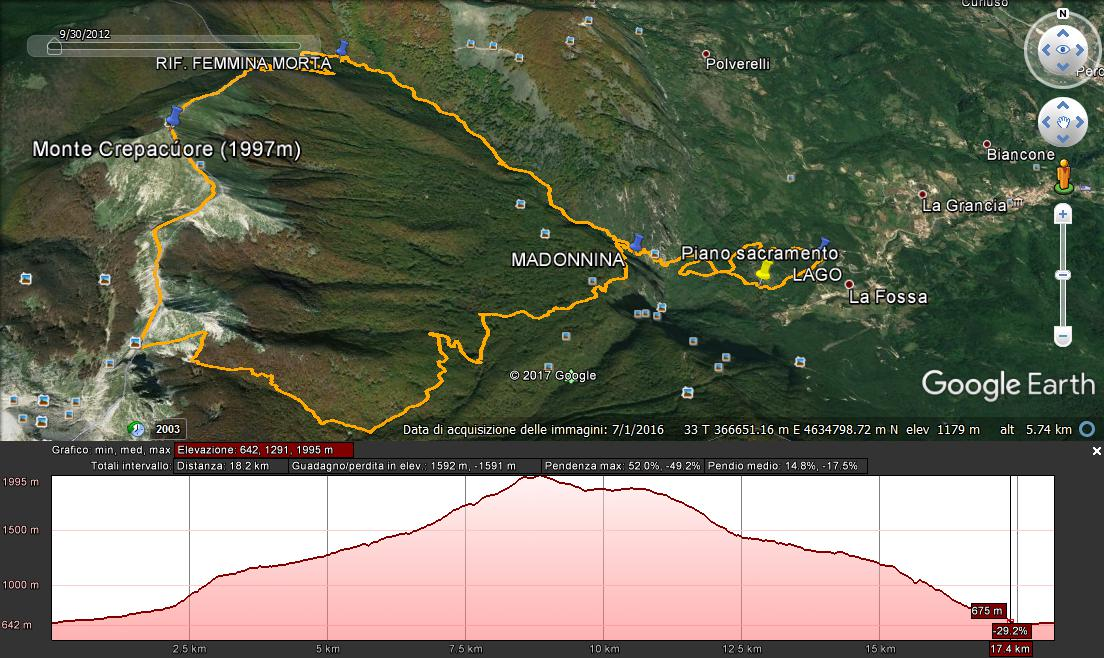 Curiuso
N
9/30/2012
RIF. FEMMINA MORTA
Polverelli
Monte Crepacuore (1997m)
Biancone
La Grancia
MADONNINA
Piano sacramento
LAGO
La Fossa
© 2017 Google
Google Earth
2003
Data di acquisizione delle immagini: 7/1/2016 33 T 366651.16 m E 4634798.72 m N elev 1179 m alt 5.74 km
Grafico: min, med, max Elevazione: 642, 1291, 1995 m
Totali intervallo: Distanza: 18.2 km Guadagno/perdita in elev.: 1592 m, -1591 m Pendenza max: 52.0%, -49.2% Pendio medio: 14.8%, -17.5%
1995 m
1500 m
1000 m
675 m
642 m
-29.2%
2.5 km 5 km 7.5 km 10 km 12.5 km 15 km 17.4 km